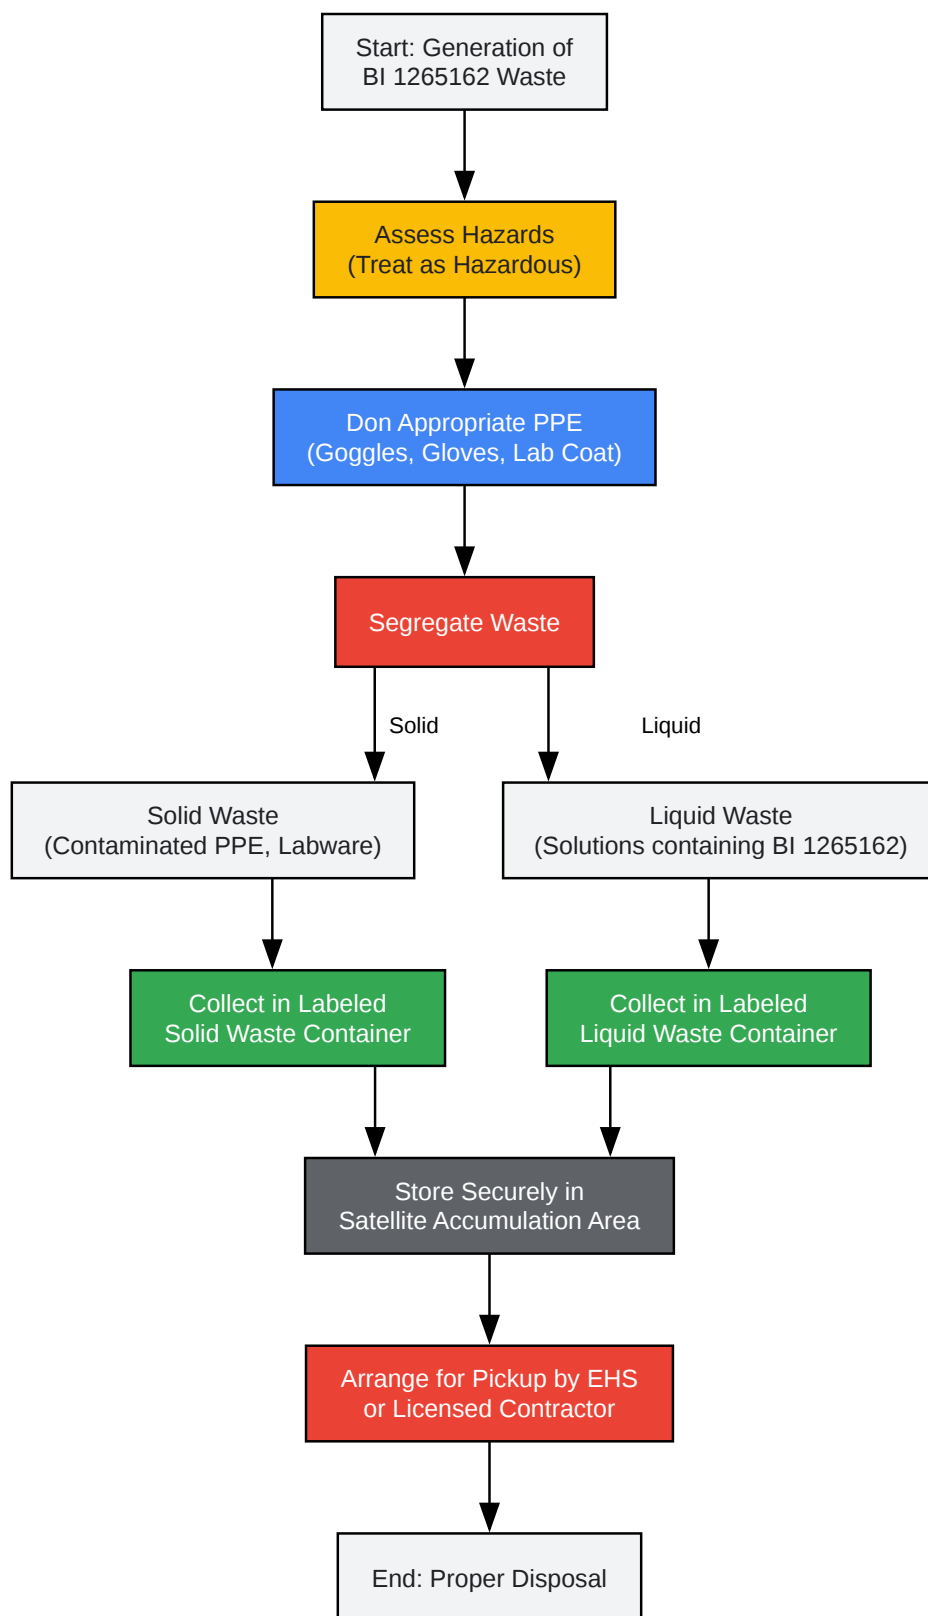 Start: Generation of
BI 1265162 Waste
Assess Hazards
(Treat as Hazardous)
Don Appropriate PPE
(Goggles, Gloves, Lab Coat)
Segregate Waste
Solid
Liquid
Solid Waste
(Contaminated PPE, Labware)
Liquid Waste
(Solutions containing BI 1265162)
Collect in Labeled
Solid Waste Container
Collect in Labeled
Liquid Waste Container
Store Securely in
Satellite Accumulation Area
Arrange for Pickup by EHS
or Licensed Contractor
End: Proper Disposal